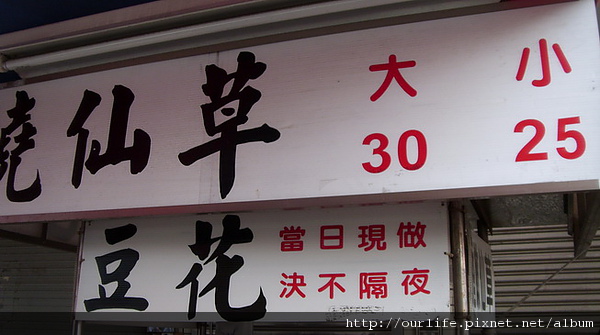 燒仙草 大 小
30 25
豆花 當日現做
決不隔夜
http://ourlife.pixnet.net/album